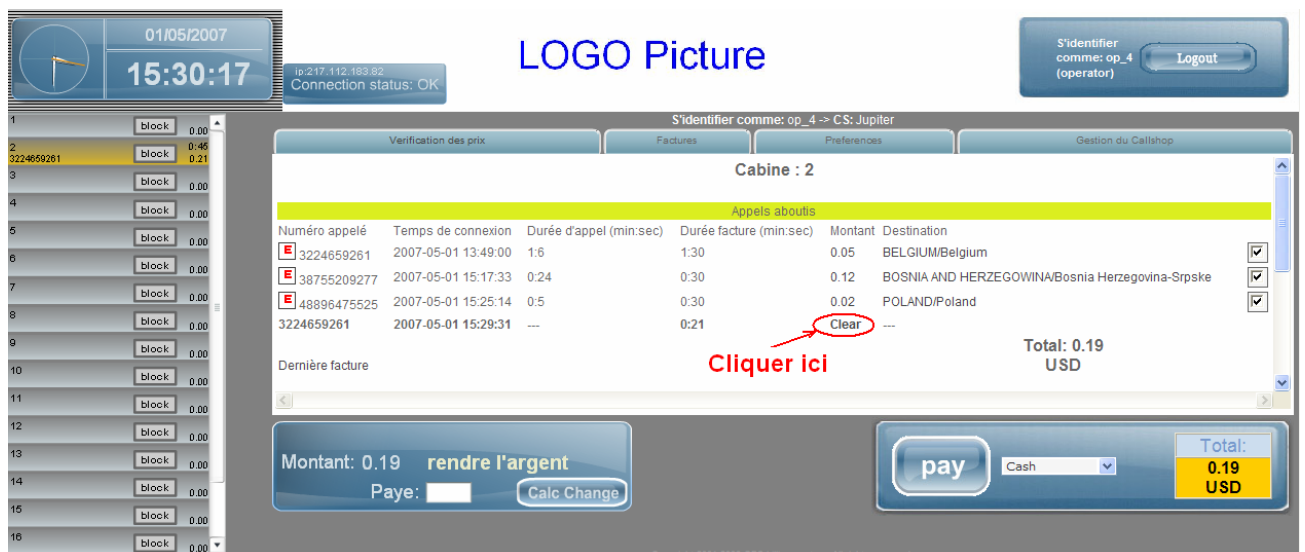 01/05/2007
15:30:17
ip:217.112.183.82
Connection status: OK
LOGO Picture
S'identifier
comme: op_4
(operator)
Logout
S'identifier comme: op_4 -> CS: Jupiter
Verification des prix Factures Preferences Gestion du Callshop
1 block 0.00
2 block 0:45
3224659261 0.21
3 block 0.00
4 block 0.00
5 block 0.00
6 block 0.00
7 block 0.00
8 block 0.00
9 block 0.00
10 block 0.00
11 block 0.00
12 block 0.00
13 block 0.00
14 block 0.00
15 block 0.00
16 block 0.00
Cabine : 2
Appels aboutis
Numéro appelé Temps de connexion Durée d'appel (min:sec) Durée facture (min:sec) Montant Destination
E 3224659261 2007-05-01 13:49:00 1:6 1:30 0.05 BELGIUM/Belgium
E 38755209277 2007-05-01 15:17:33 0:24 0:30 0.12 BOSNIA AND HERZEGOWINA/Bosnia Herzegovina-Srpske
E 48896475525 2007-05-01 15:25:14 0:5 0:30 0.02 POLAND/Poland
3224659261 2007-05-01 15:29:31 --- 0:21 Clear ---
Cliquer ici
Total: 0.19
USD
Dernière facture
Montant: 0.19 rendre l'argent
Paye: Calc Change
pay Cash
Total:
0.19
USD